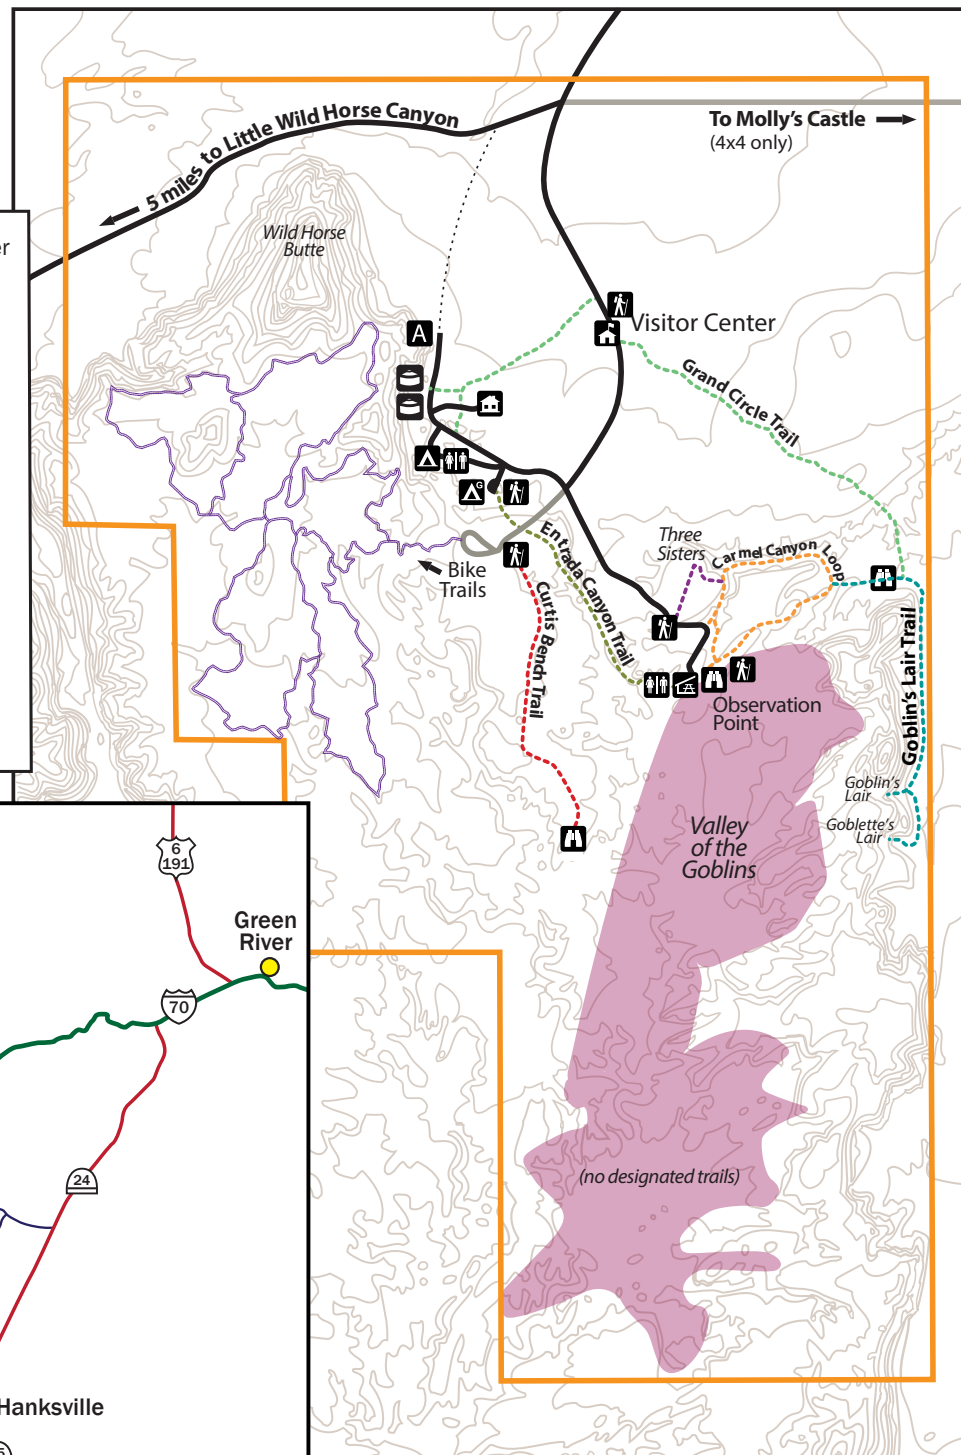 5 miles to Little Wild Horse Canyon
To Molly's Castle
(4x4 only)
er
Wild Horse
Butte
A
Visitor Center
Grand Circle Trail
G
Three
Sisters
Carmel Canyon Loop
Entrada Canyon Trail
Bike
Trails
Curtis Bench Trail
Goblin's Lair Trail
Observation
Point
Goblin's
Lair
Goblette's
Lair
Valley
of the
Goblins
6
191
Green
River
70
24
(no designated trails)
Hanksville